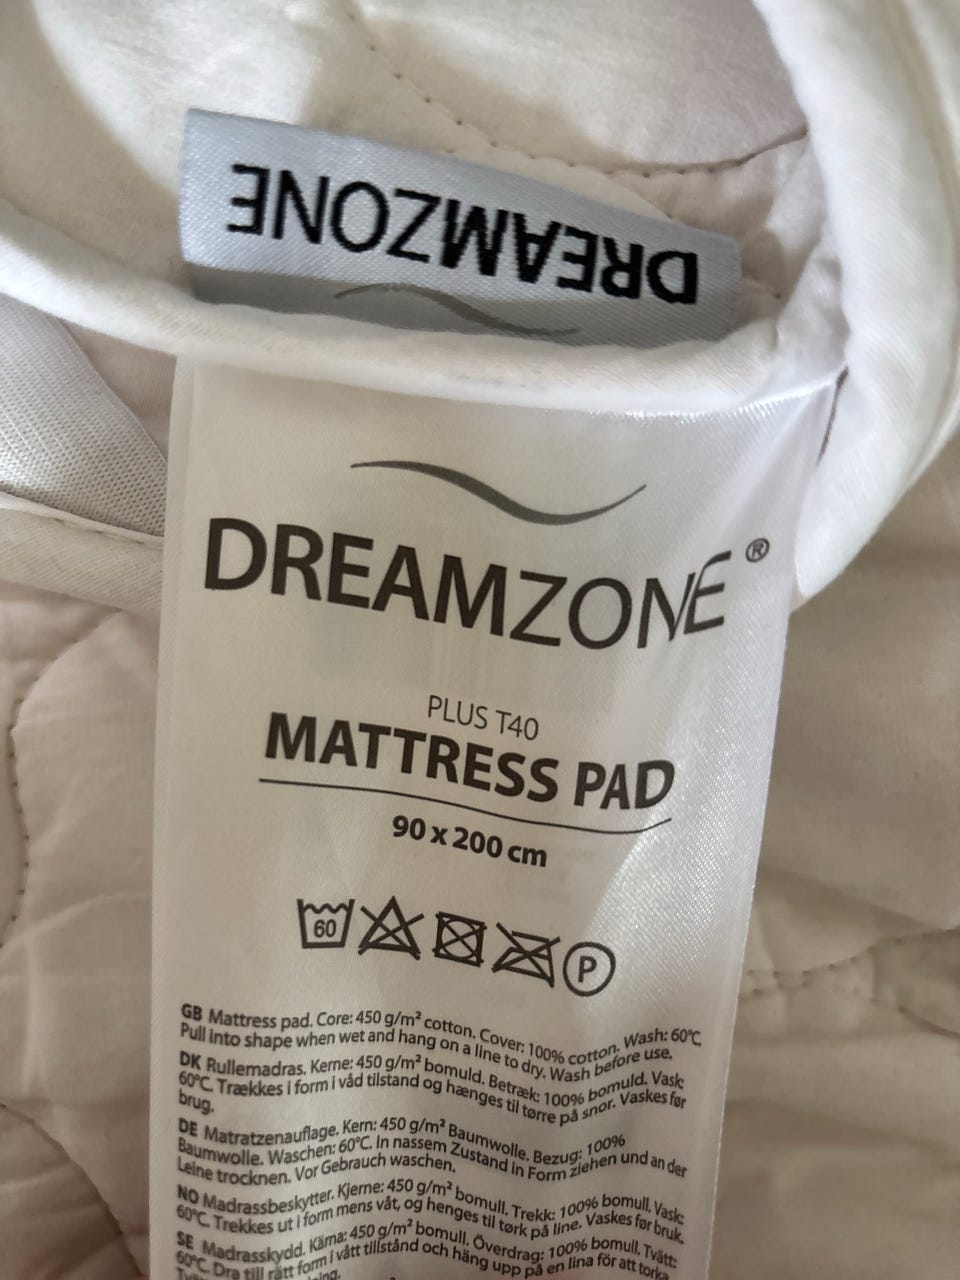 DREAMZONE
DREAMZONE ®
PLUS T40
MATTRESS PAD
90 x 200 cm
60
P
GB Mattress pad. Core: 450 g/m² cotton. Cover: 100% cotton. Wash: 60°C.
Pull into shape when wet and hang on a line to dry. Wash before use.
DK Rullemadras. Kerne: 450 g/m² bomuld. Betræk: 100% bomuld. Vask:
60°C. Trækkes i form i våd tilstand og hænges til tørre på snor. Vaskes før
brug.
DE Matratzenauflage. Kern: 450 g/m² Baumwolle. Bezug: 100%
Baumwolle. Waschen: 60°C. In nassem Zustand in Form ziehen und an der
Leine trocknen. Vor Gebrauch waschen.
NO Madrassbeskytter. Kjerne: 450 g/m² bomull. Trekk: 100% bomull. Vask:
60°C. Trekkes ut i form mens våt, og henges til tørk på line. Vaskes før bruk.
SE Madrasskydd. Kärna: 450 g/m² bomull. Överdrag: 100% bomull. Tvätt:
60°C. Dra till rätt form i vått tillstånd och häng upp på en lina för att torka